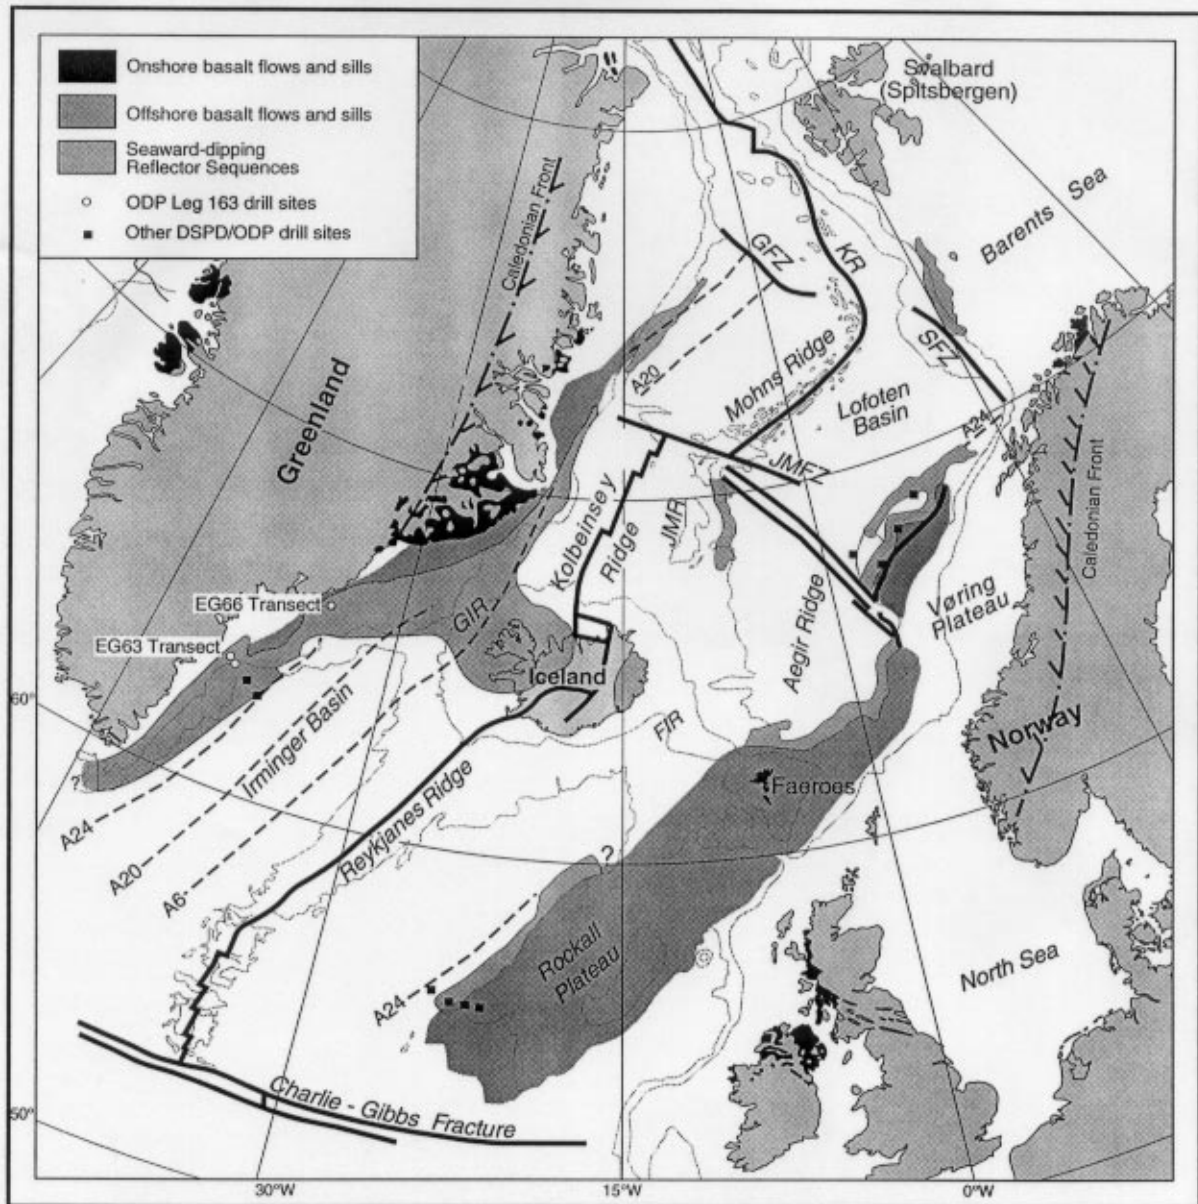 Onshore basalt flows and sills
Offshore basalt flows and sills
Seaward-dipping
Reflector Sequences
ODP Leg 163 drill sites
Other DSPD/ODP drill sites
Svalbard
(Spitsbergen)
Barents Sea
Caledonian Front
GFZ
KR
SFZ
A20
Mohns Ridge
Lofoten
Basin
A24
Greenland
JMFZ
Kolbeinsey
Ridge
JMR
Caledonian Front
Aegir Ridge
Vøring
Plateau
EG66 Transect
EG63 Transect
GIR
Iceland
60°
Irminger Basin
FIR
Norway
?
Faeroes
A24
A20
A6
Reykjanes Ridge
?
Rockall
Plateau
A24
North Sea
Charlie - Gibbs Fracture
50°
30°W
15°W
0°W